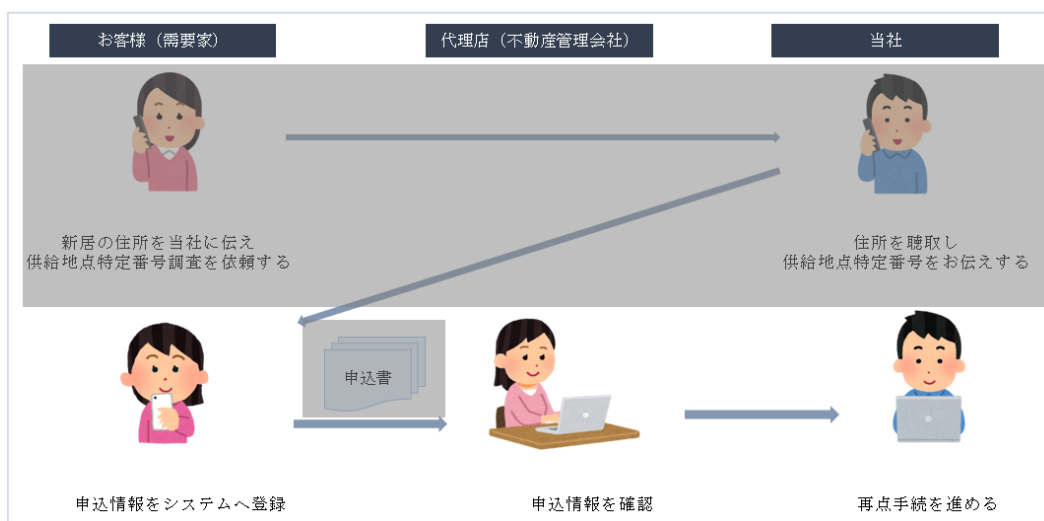 お客様（需要家）
代理店（不動産管理会社）
当社
新居の住所を当社に伝え
供給地点特定番号調査を依頼する
住所を聴取し
供給地点特定番号をお伝えする
申込書
申込情報をシステムへ登録
申込情報を確認
再点手続を進める